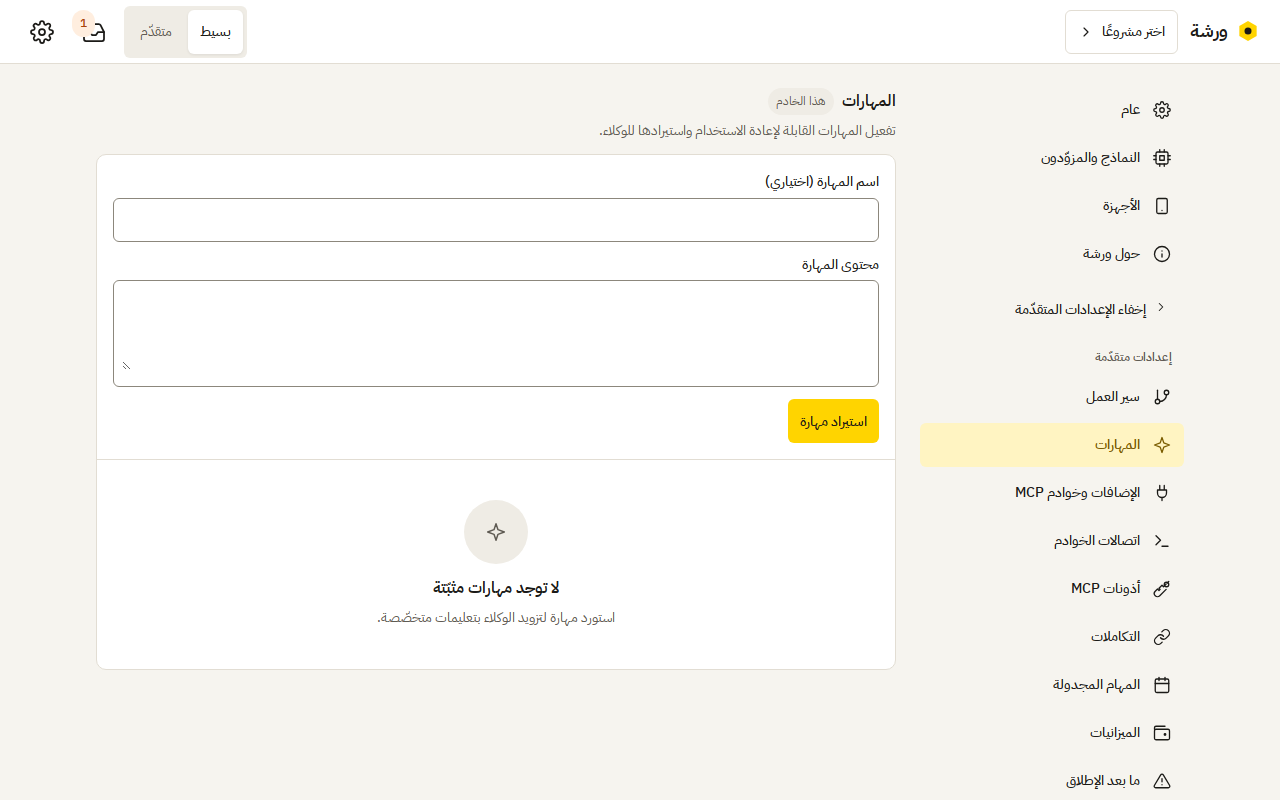 ورشة
اختر مشروعًا
بسيط
متقدّم
1
عام
النماذج والمزوّدون
الأجهزة
حول ورشة
إخفاء الإعدادات المتقدّمة
إعدادات متقدّمة
سير العمل
المهارات
الإضافات وخوادم MCP
اتصالات الخوادم
أذونات MCP
التكاملات
المهام المجدولة
الميزانيات
ما بعد الإطلاق
المهارات
هذا الخادم
تفعيل المهارات القابلة لإعادة الاستخدام واستيرادها للوكلاء.
اسم المهارة (اختياري)
محتوى المهارة
استيراد مهارة
لا توجد مهارات مثبّتة
استورد مهارة لتزويد الوكلاء بتعليمات متخصّصة.